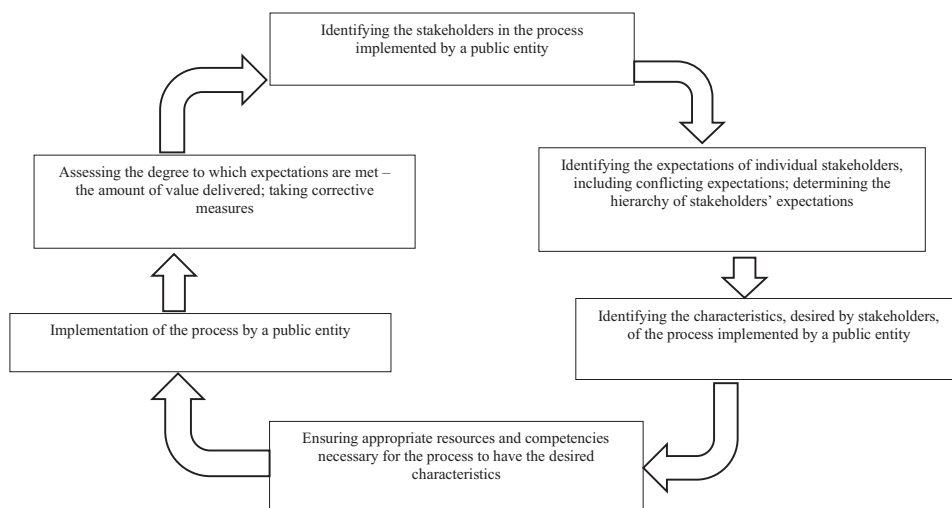 Identifying the stakeholders in the process
implemented by a public entity
Identifying the expectations of individual stakeholders,
including conflicting expectations; determining the
hierarchy of stakeholders’ expectations
Identifying the characteristics, desired by stakeholders,
of the process implemented by a public entity
Ensuring appropriate resources and competencies
necessary for the process to have the desired
characteristics
Implementation of the process by a public entity
Assessing the degree to which expectations are met –
the amount of value delivered; taking corrective
measures